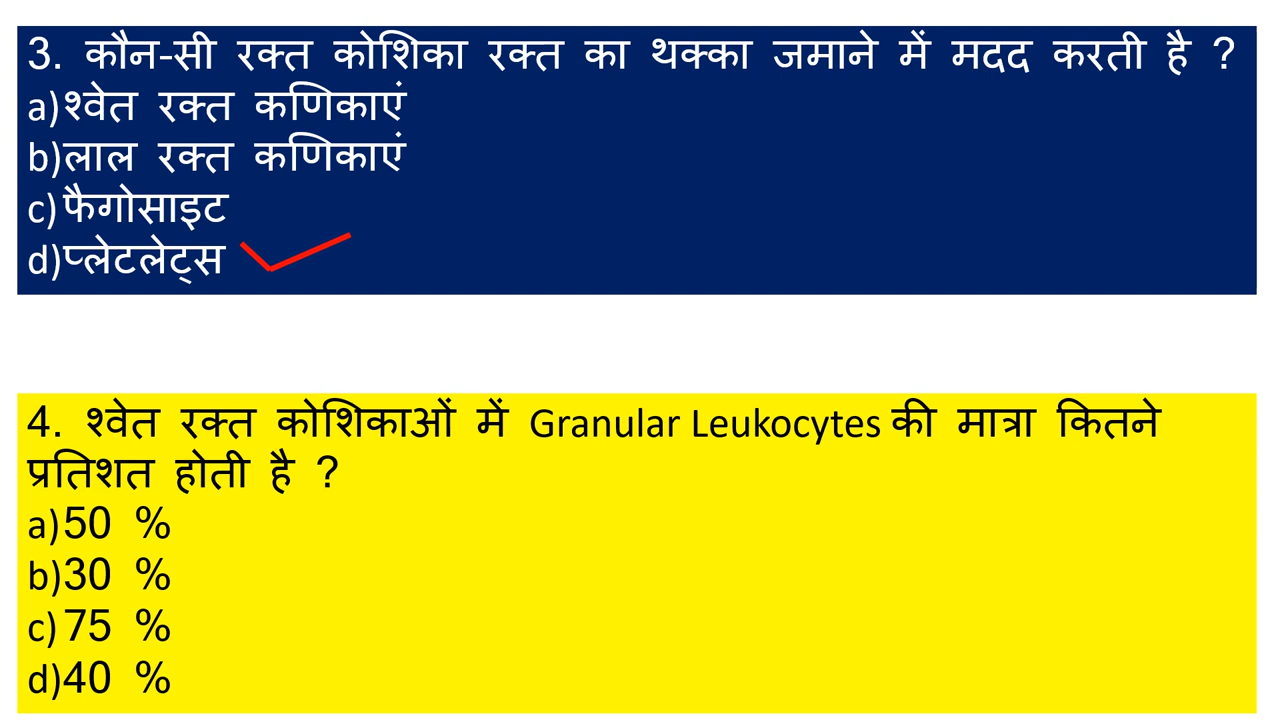 3. कौन-सी रक्त कोशिका रक्त का थक्का जमाने में मदद करती है ?
a)श्वेत रक्त कणिकाएं
b)लाल रक्त कणिकाएं
c)फैगोसाइट
d)प्लेटलेट्स
4. श्वेत रक्त कोशिकाओं में Granular Leukocytes की मात्रा कितने
प्रतिशत होती है ?
a)50 %
b)30 %
c)75 %
d)40 %